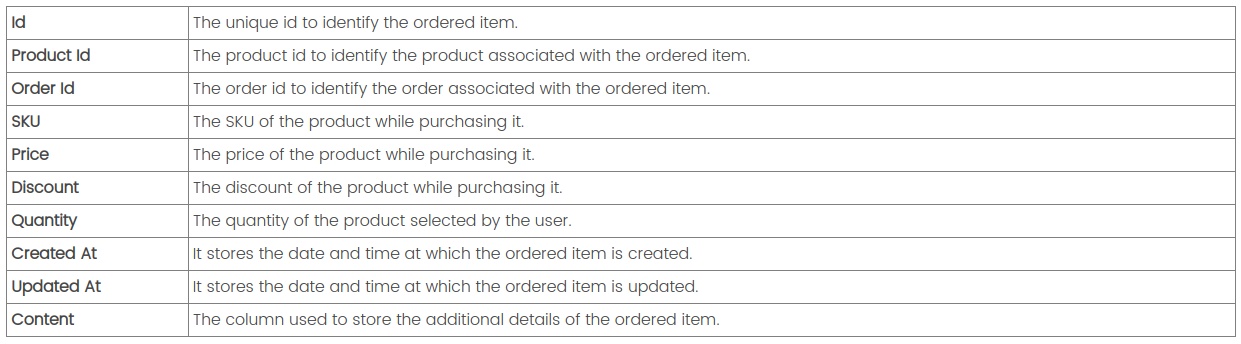 Id The unique id to identify the ordered item.
Product Id The product id to identify the product associated with the ordered item.
Order Id The order id to identify the order associated with the ordered item.
SKU The SKU of the product while purchasing it.
Price The price of the product while purchasing it.
Discount The discount of the product while purchasing it.
Quantity The quantity of the product selected by the user.
Created At It stores the date and time at which the ordered item is created.
Updated At It stores the date and time at which the ordered item is updated.
Content The column used to store the additional details of the ordered item.